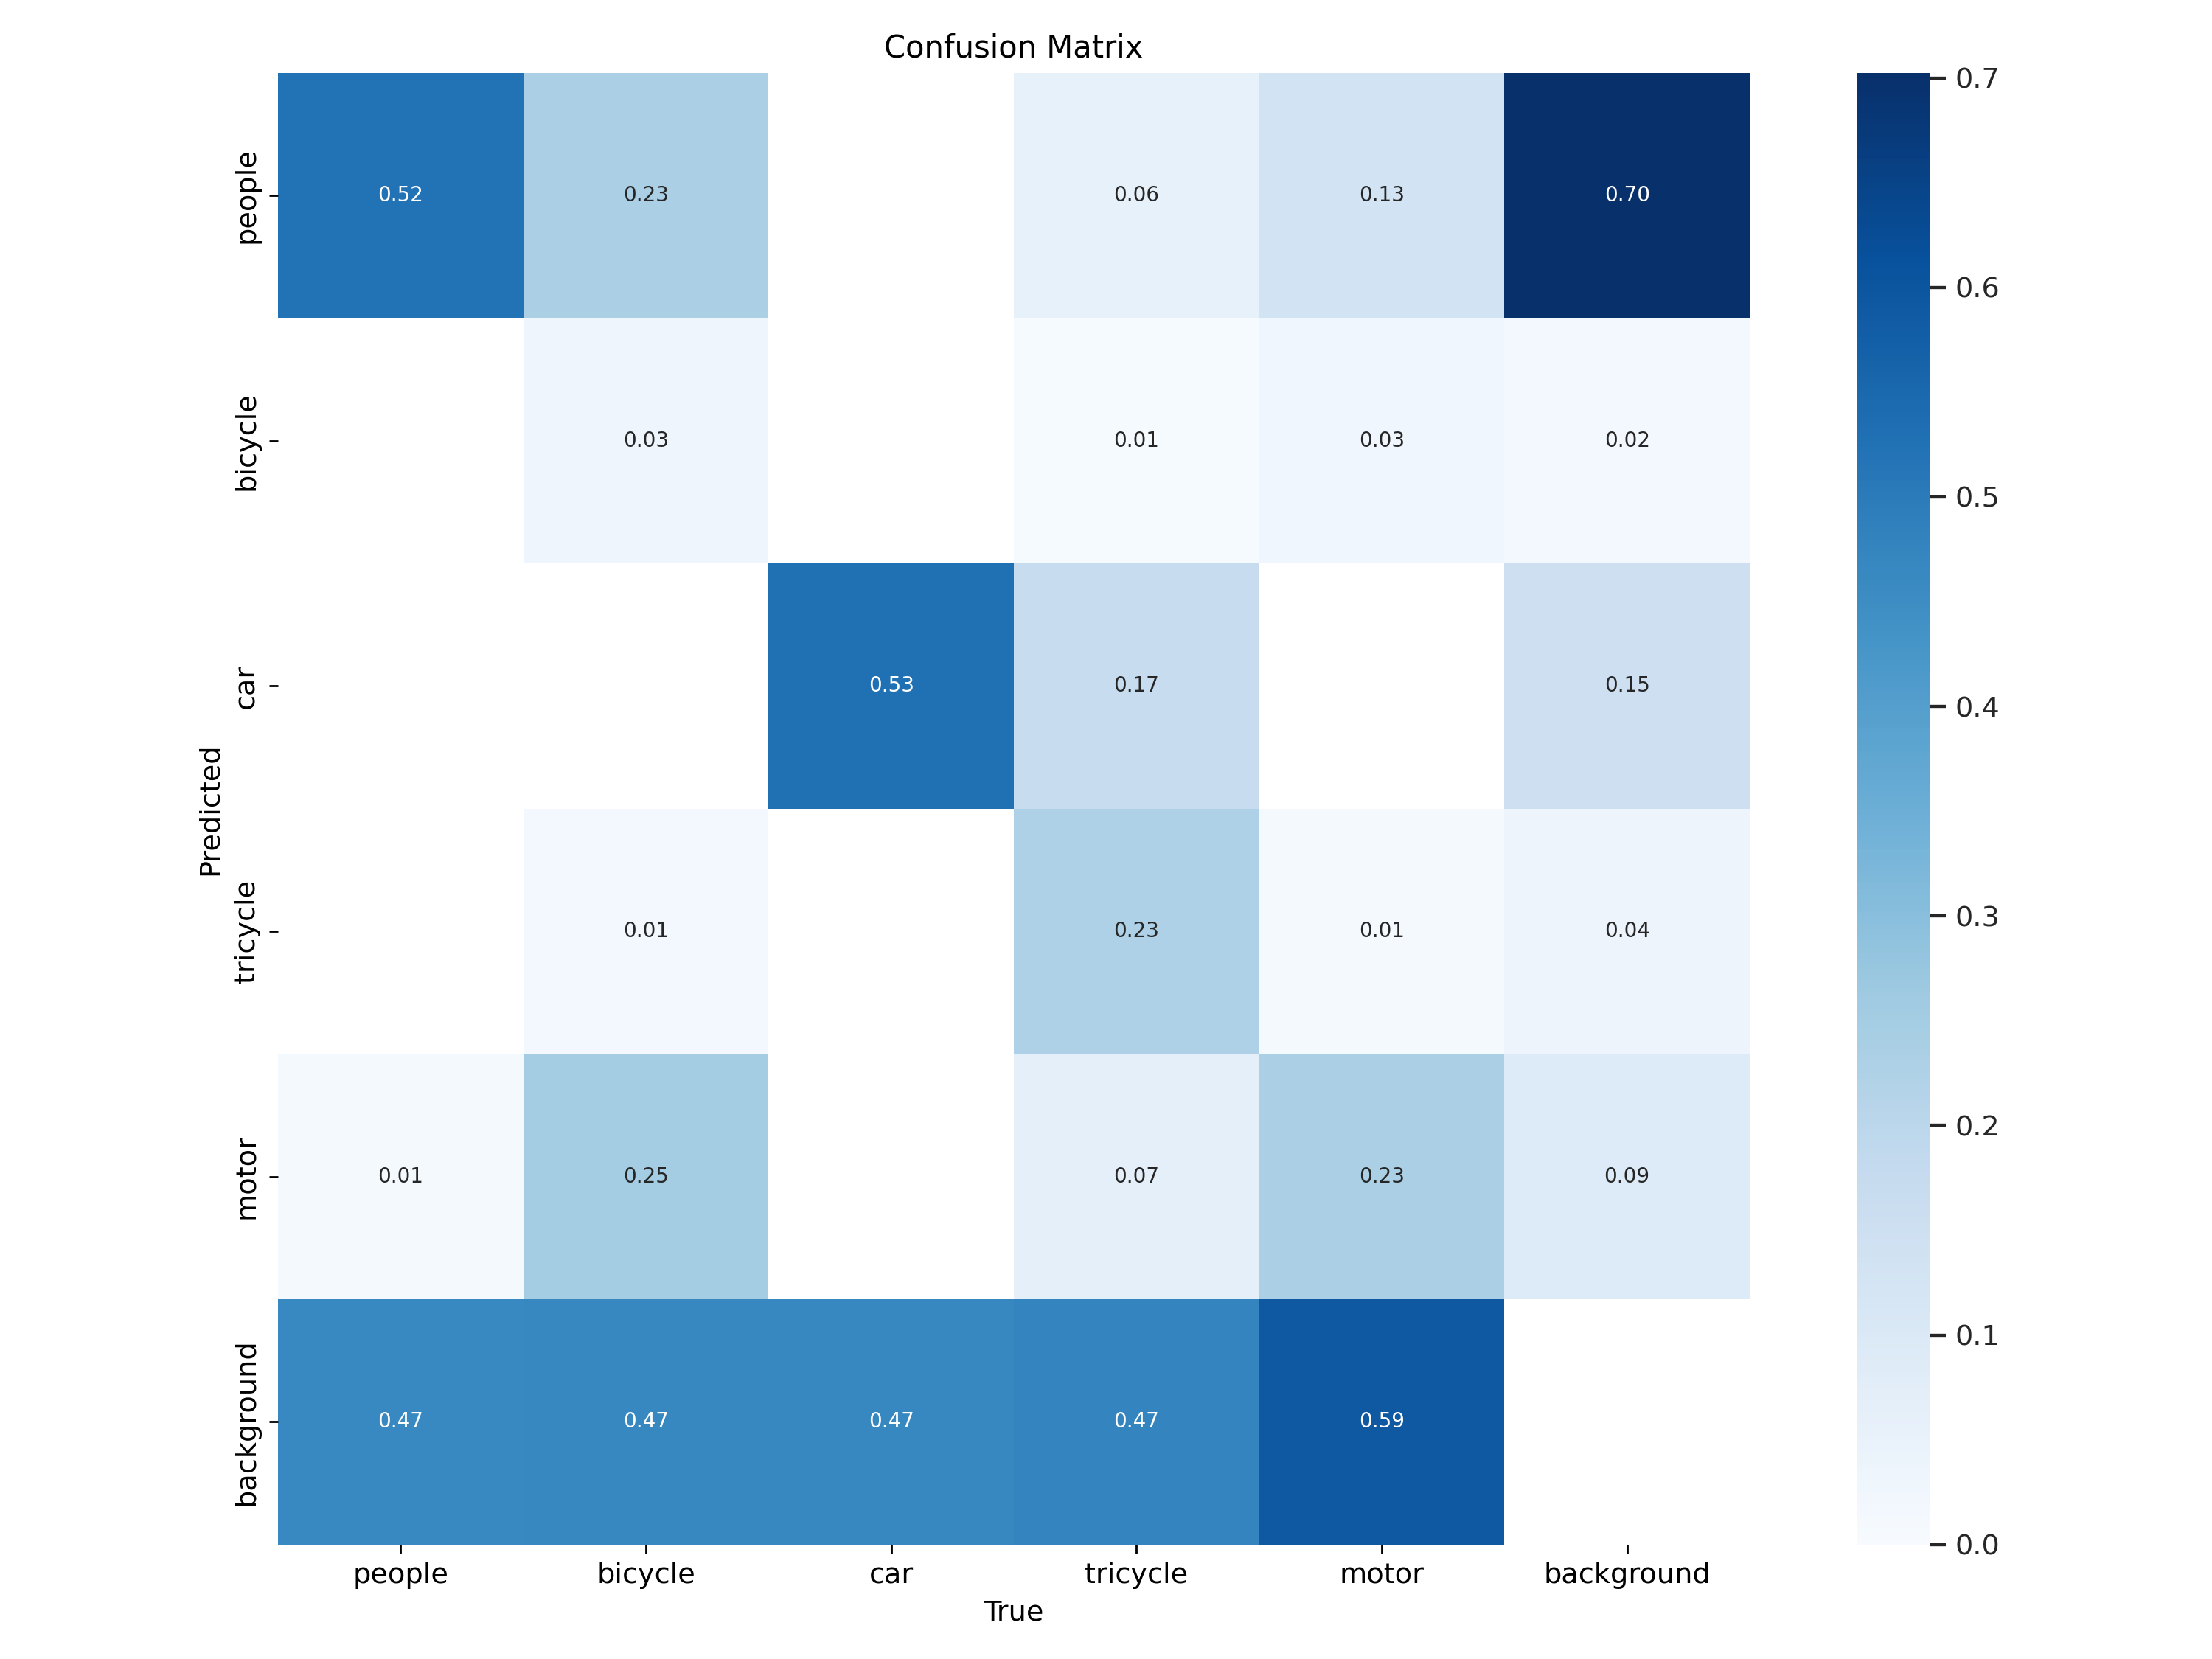 Confusion Matrix
people 0.52 0.23 0.06 0.13 0.70
bicycle 0.03 0.01 0.03 0.02
car 0.53 0.17 0.15
tricycle 0.01 0.23 0.01 0.04
motor 0.01 0.25 0.07 0.23 0.09
background 0.47 0.47 0.47 0.47 0.59
Predicted
people bicycle car tricycle motor background
True
0.7
0.6
0.5
0.4
0.3
0.2
0.1
0.0